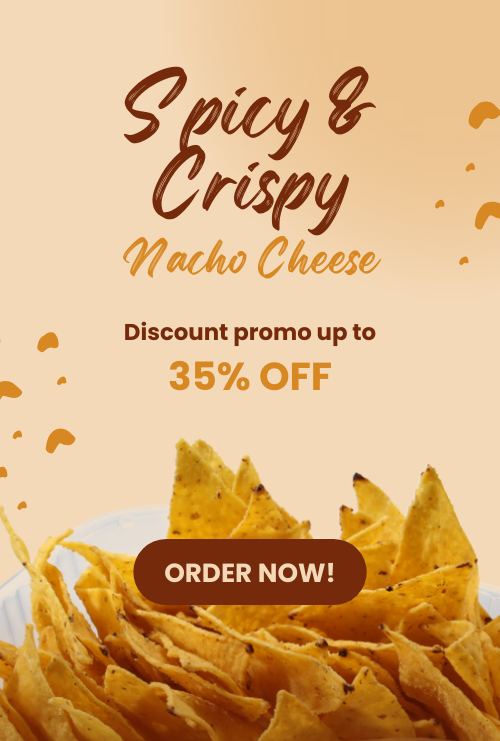 Spicy &
Crispy
Nacho Cheese
Discount promo up to
35% OFF
ORDER NOW!